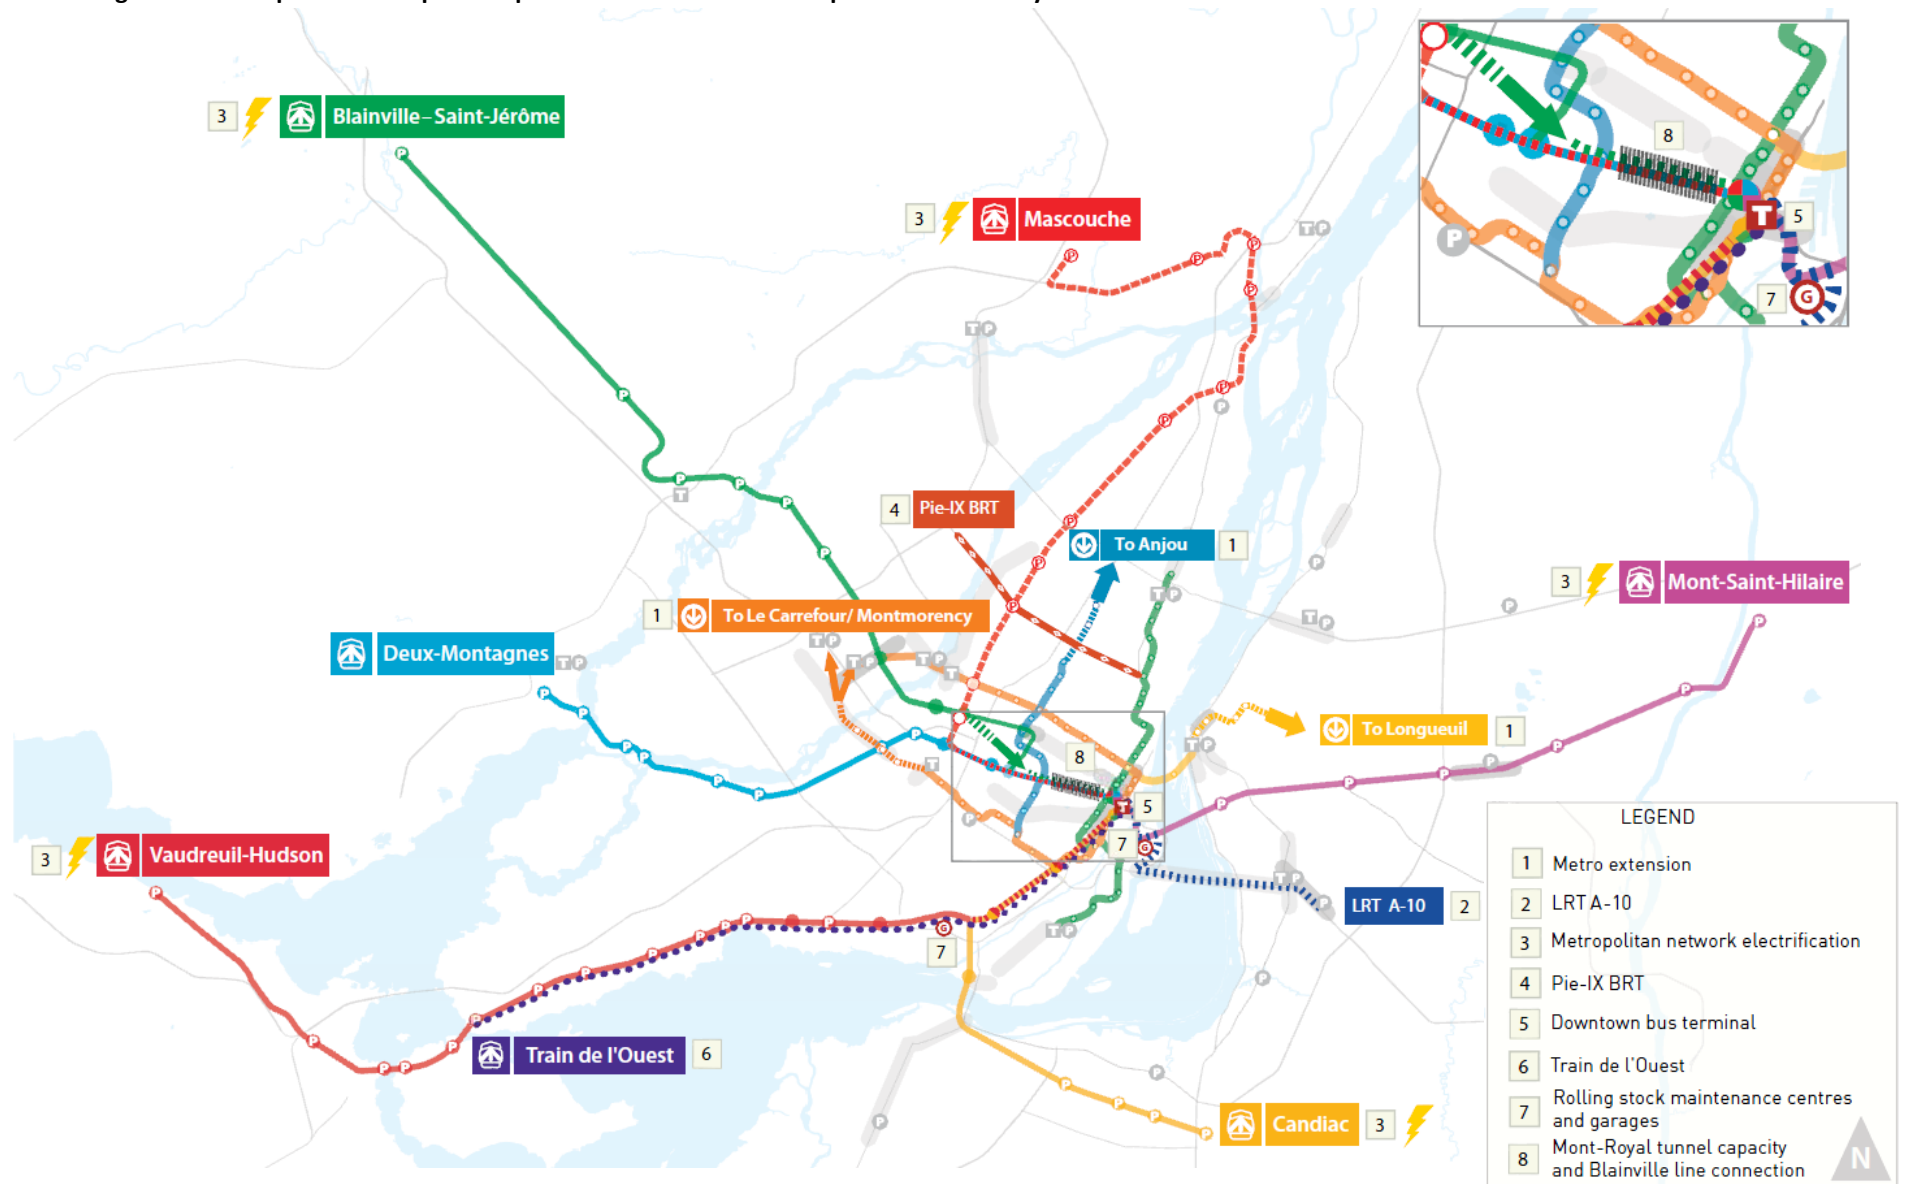 3 Blainville–Saint-Jérôme
3 Mascouche
8
P
T 5
7 G
T P
T P
P
T
4 Pie-IX BRT
To Anjou 1
3 Mont-Saint-Hilaire
1 To Le Carrefour/ Montmorency
Deux-Montagnes
To Longueuil 1
8
T 5
7 G
3 Vaudreuil-Hudson
LRT A-10 2
G
7
Train de l'Ouest 6
Candiac 3
LEGEND
1 Metro extension
2 LRT A-10
3 Metropolitan network electrification
4 Pie-IX BRT
5 Downtown bus terminal
6 Train de l'Ouest
7 Rolling stock maintenance centres
and garages
8 Mont-Royal tunnel capacity
and Blainville line connection
N